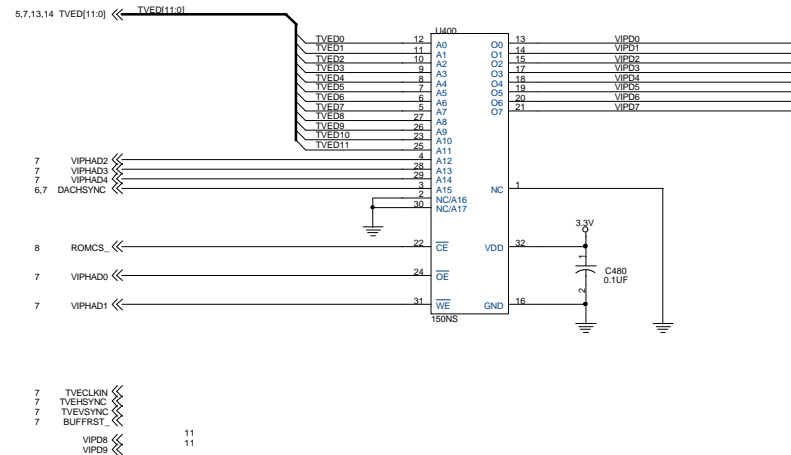 5,7,13,14 TVED[11:0] TVED[11:0]
U400
TVED0 12 A0 O0 13 VIPD0
TVED1 11 A1 O1 14 VIPD1
TVED2 10 A2 O2 15 VIPD2
TVED3 9 A3 O3 17 VIPD3
TVED4 8 A4 O4 18 VIPD4
TVED5 7 A5 O5 19 VIPD5
TVED6 6 A6 O6 20 VIPD6
TVED7 5 A7 O7 21 VIPD7
TVED8 27 A8
TVED9 26 A9
TVED10 23 A10
TVED11 25 A11
7 VIPHAD2 4 A12
7 VIPHAD3 28 A13
7 VIPHAD4 29 A14
6,7 DACHSYNC 3 A15 NC 1
2 NC/A16
30 NC/A17
3.3V
8 ROMCS_ 22 CE VDD 32
1
C480
7 VIPHAD0 24 OE 0.1UF
2
7 VIPHAD1 31 WE GND 16
150NS
7 TVECLKIN
7 TVEHSYNC
7 TVEVSYNC
7 BUFFRST_
VIPD8 11
VIPD9 11